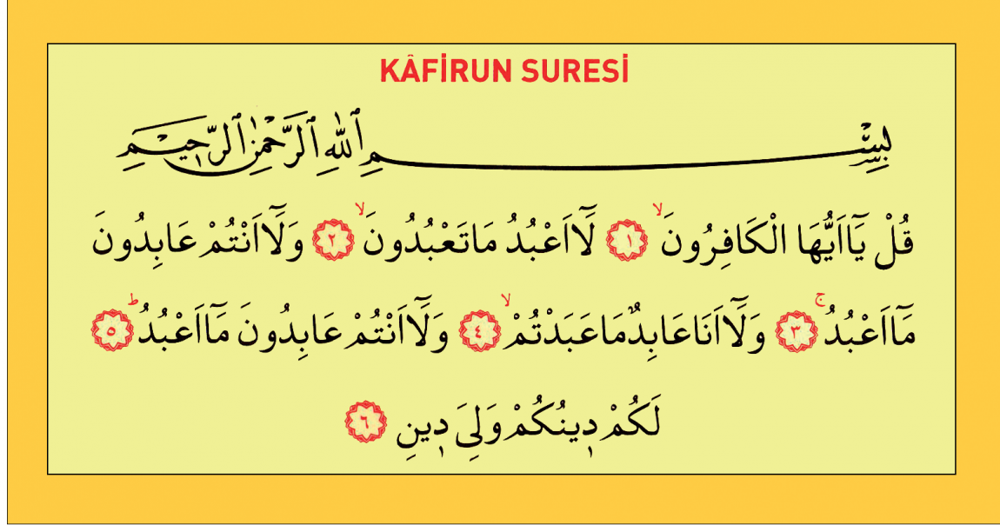 KÂFİRUN SURESİ
بِسْمِ اللّٰهِ الرَّحْمٰنِ الرَّحِيمِ
قُلْ يَٓا اَيُّهَا الْكَافِرُونَۙ ﴿١﴾ لَٓا اَعْبُدُ مَا تَعْبُدُونَۙ ﴿٢﴾ وَلَٓا اَنْتُمْ عَابِدُونَ
مَٓا اَعْبُدُۚ ﴿٣﴾ وَلَٓا اَنَا عَابِدٌ مَا عَبَدْتُمْۙ ﴿٤﴾ وَلَٓا اَنْتُمْ عَابِدُونَ مَٓا اَعْبُدُۜ ﴿٥﴾
لَكُمْ دٖينُكُمْ وَلِيَ دٖينِ ﴿٦﴾